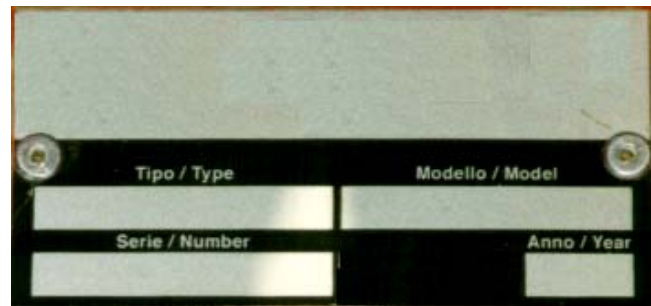 Tipo / Type Modello / Model
Serie / Number Anno / Year